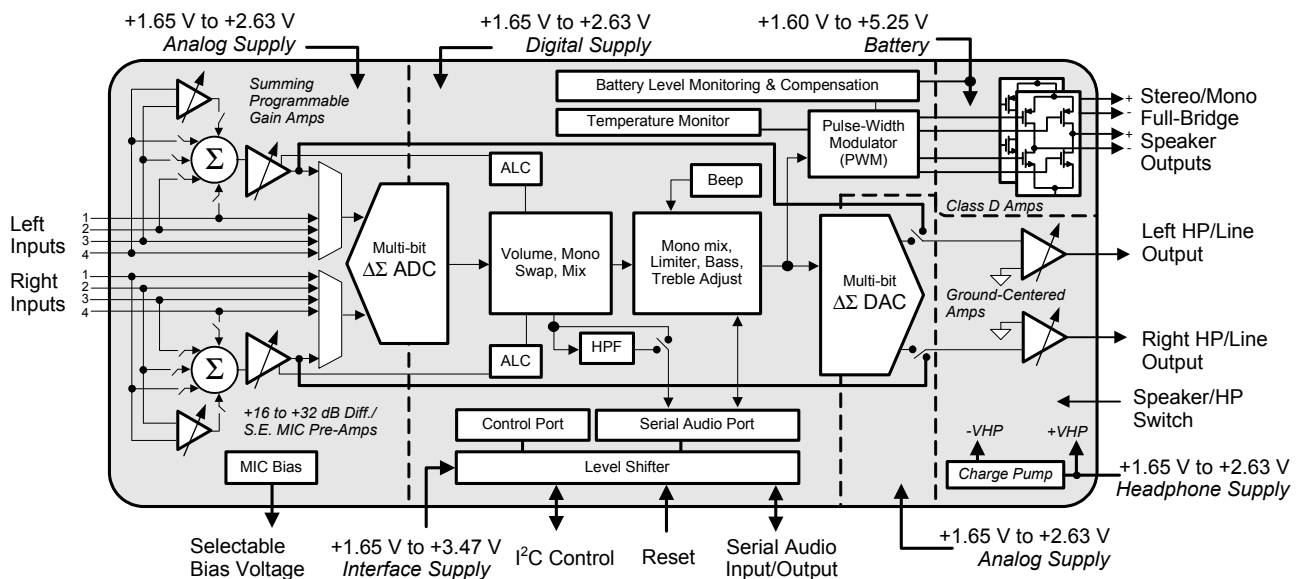 +1.65 V to +2.63 V
Analog Supply
+1.65 V to +2.63 V
Digital Supply
+1.60 V to +5.25 V
Battery
Summing
Programmable
Gain Amps
Battery Level Monitoring & Compensation
Temperature Monitor
Pulse-Width
Modulator
(PWM)
+
-
+
-
Stereo/Mono
Full-Bridge
Speaker
Outputs
Class D Amps
Σ
ALC
Beep
Left
Inputs
1
2
3
4
Right
Inputs
1
2
3
4
Multi-bit
ΔΣ ADC
Volume, Mono
Swap, Mix
Mono mix,
Limiter, Bass,
Treble Adjust
Multi-bit
ΔΣ DAC
Left HP/Line
Output
Ground-Centered
Amps
Right HP/Line
Output
Σ
ALC
HPF
+16 to +32 dB Diff./
S.E. MIC Pre-Amps
Control Port
Serial Audio Port
Level Shifter
MIC Bias
Speaker/HP
Switch
-VHP
+VHP
Charge Pump
+1.65 V to +2.63 V
Headphone Supply
Selectable
Bias Voltage
+1.65 V to +3.47 V
Interface Supply
I²C Control
Reset
Serial Audio
Input/Output
+1.65 V to +2.63 V
Analog Supply